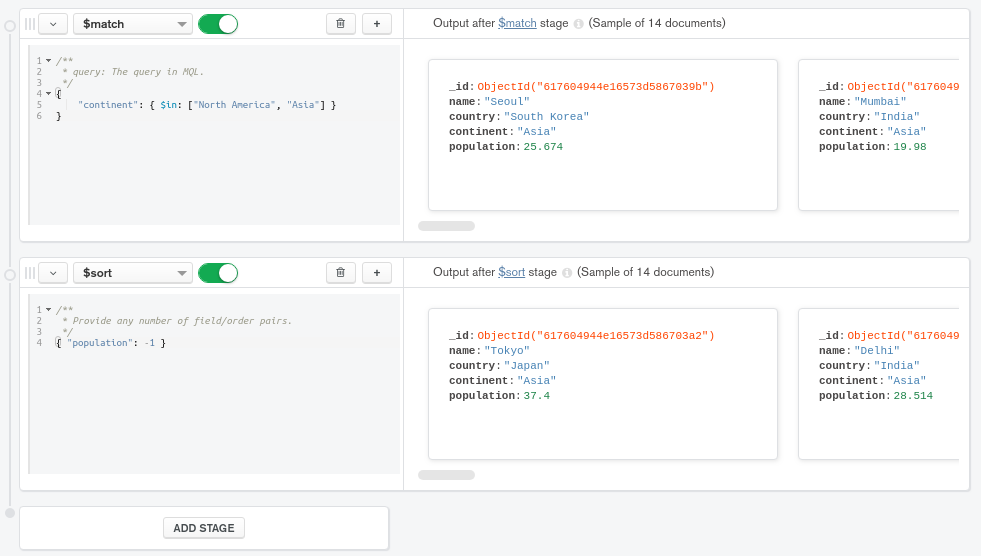 $match
+
Output after $match stage (Sample of 14 documents)
1 /**
2 * query: The query in MQL.
3 */
4 {
5 "continent": { $in: ["North America", "Asia"] }
6 }
_id: ObjectId("617604944e16573d5867039b")
name: "Seoul"
country: "South Korea"
continent: "Asia"
population: 25.674
_id: ObjectId("6176049
name: "Mumbai"
country: "India"
continent: "Asia"
population: 19.98
$sort
+
Output after $sort stage (Sample of 14 documents)
1 /**
2 * Provide any number of field/order pairs.
3 */
4 { "population": -1 }
_id: ObjectId("617604944e16573d586703a2")
name: "Tokyo"
country: "Japan"
continent: "Asia"
population: 37.4
_id: ObjectId("6176049
name: "Delhi"
country: "India"
continent: "Asia"
population: 28.514
ADD STAGE